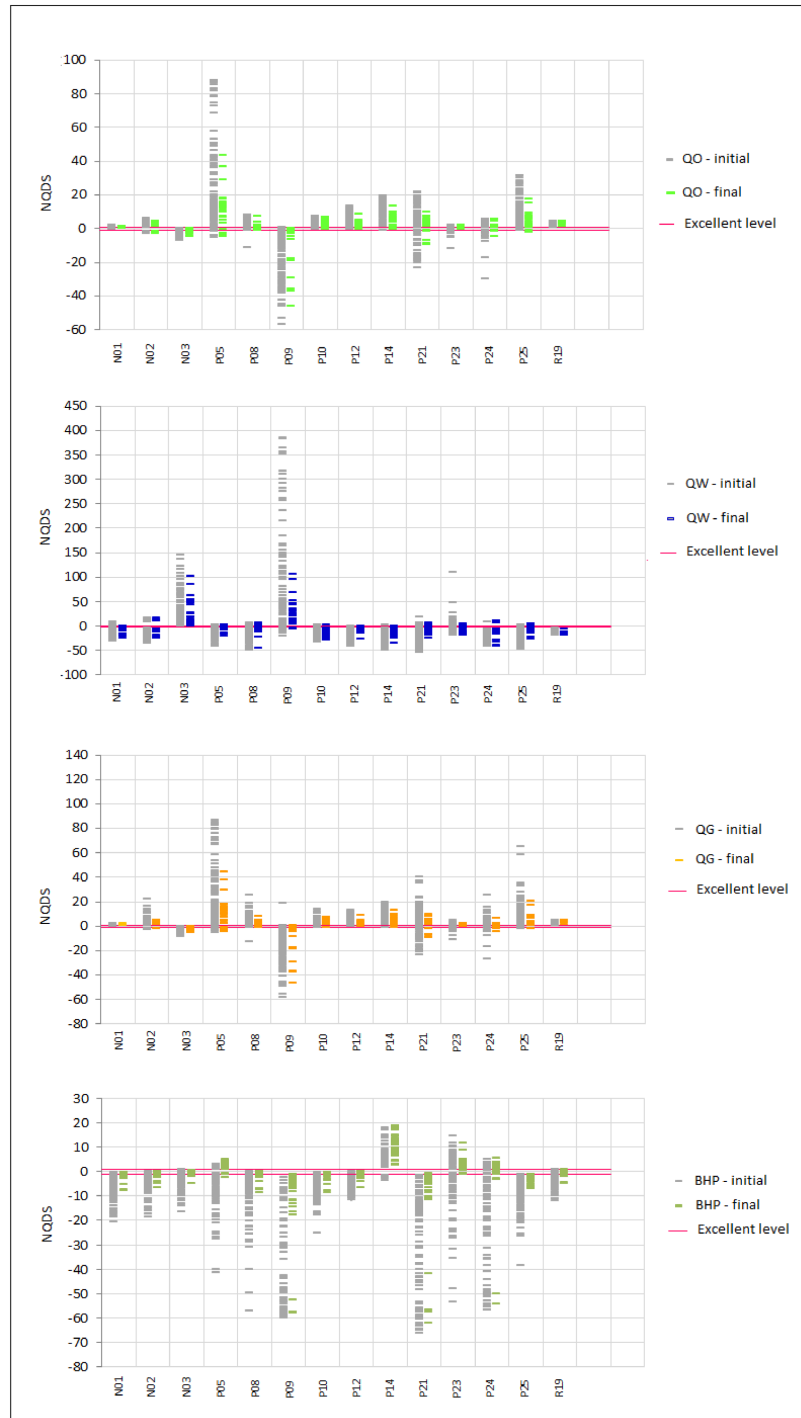 NQDS
100
80
60
40
20
0
-20
-40
-60
N01 N02 N03 P05 P08 P09 P10 P12 P14 P21 P23 P24 P25 R19
QO - initial
QO - final
Excellent level
NQDS
450
400
350
300
250
200
150
100
50
0
-50
-100
N01 N02 N03 P05 P08 P09 P10 P12 P14 P21 P23 P24 P25 R19
QW - initial
QW - final
Excellent level
NQDS
140
120
100
80
60
40
20
0
-20
-40
-60
-80
N01 N02 N03 P05 P08 P09 P10 P12 P14 P21 P23 P24 P25 R19
QG - initial
QG - final
Excellent level
NQDS
30
20
10
0
-10
-20
-30
-40
-50
-60
-70
-80
N01 N02 N03 P05 P08 P09 P10 P12 P14 P21 P23 P24 P25 R19
BHP - initial
BHP - final
Excellent level